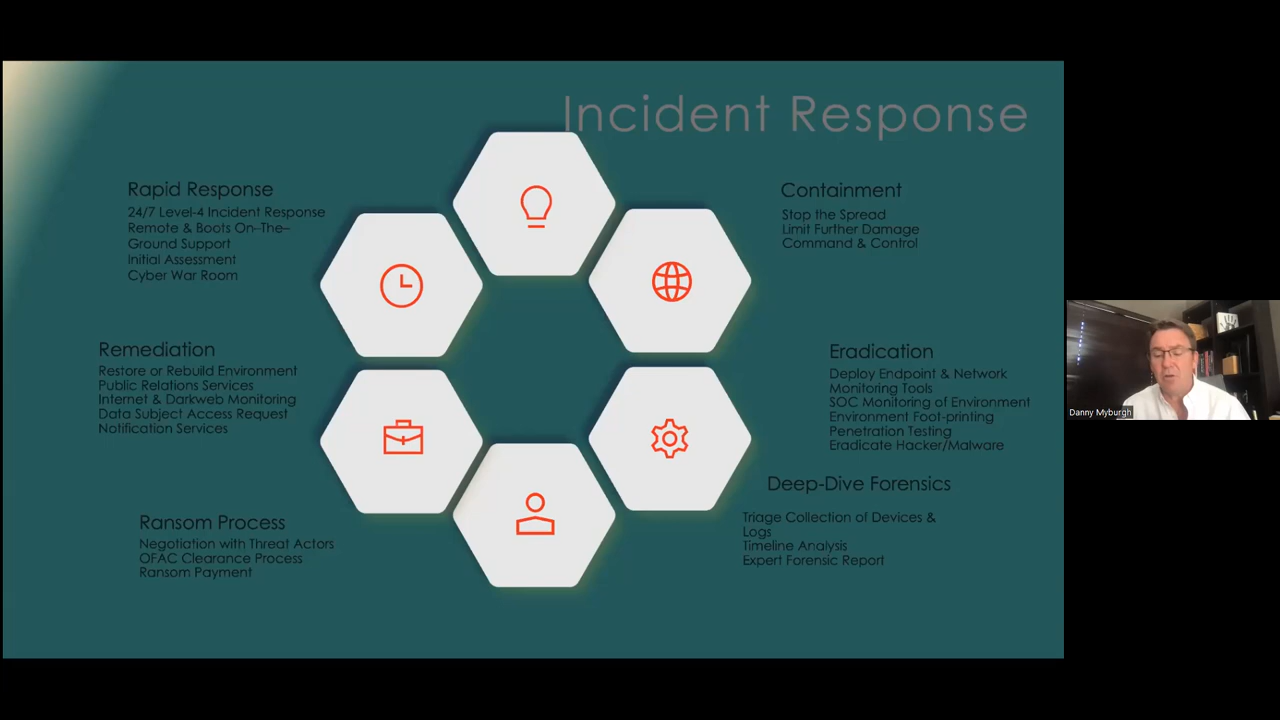 Incident Response
Rapid Response
24/7 Level-4 Incident Response
Remote & Boots On–The–
Ground Support
Initial Assessment
Cyber War Room
Containment
Stop the Spread
Limit Further Damage
Command & Control
Remediation
Restore or Rebuild Environment
Public Relations Services
Internet & Darkweb Monitoring
Data Subject Access Request
Notification Services
Eradication
Deploy Endpoint & Network
Monitoring Tools
SOC Monitoring of Environment
Environment Foot-printing
Penetration Testing
Eradicate Hacker/Malware
Ransom Process
Negotiation with Threat Actors
OFAC Clearance Process
Ransom Payment
Deep-Dive Forensics
Triage Collection of Devices &
Logs
Timeline Analysis
Expert Forensic Report
Danny Myburgh